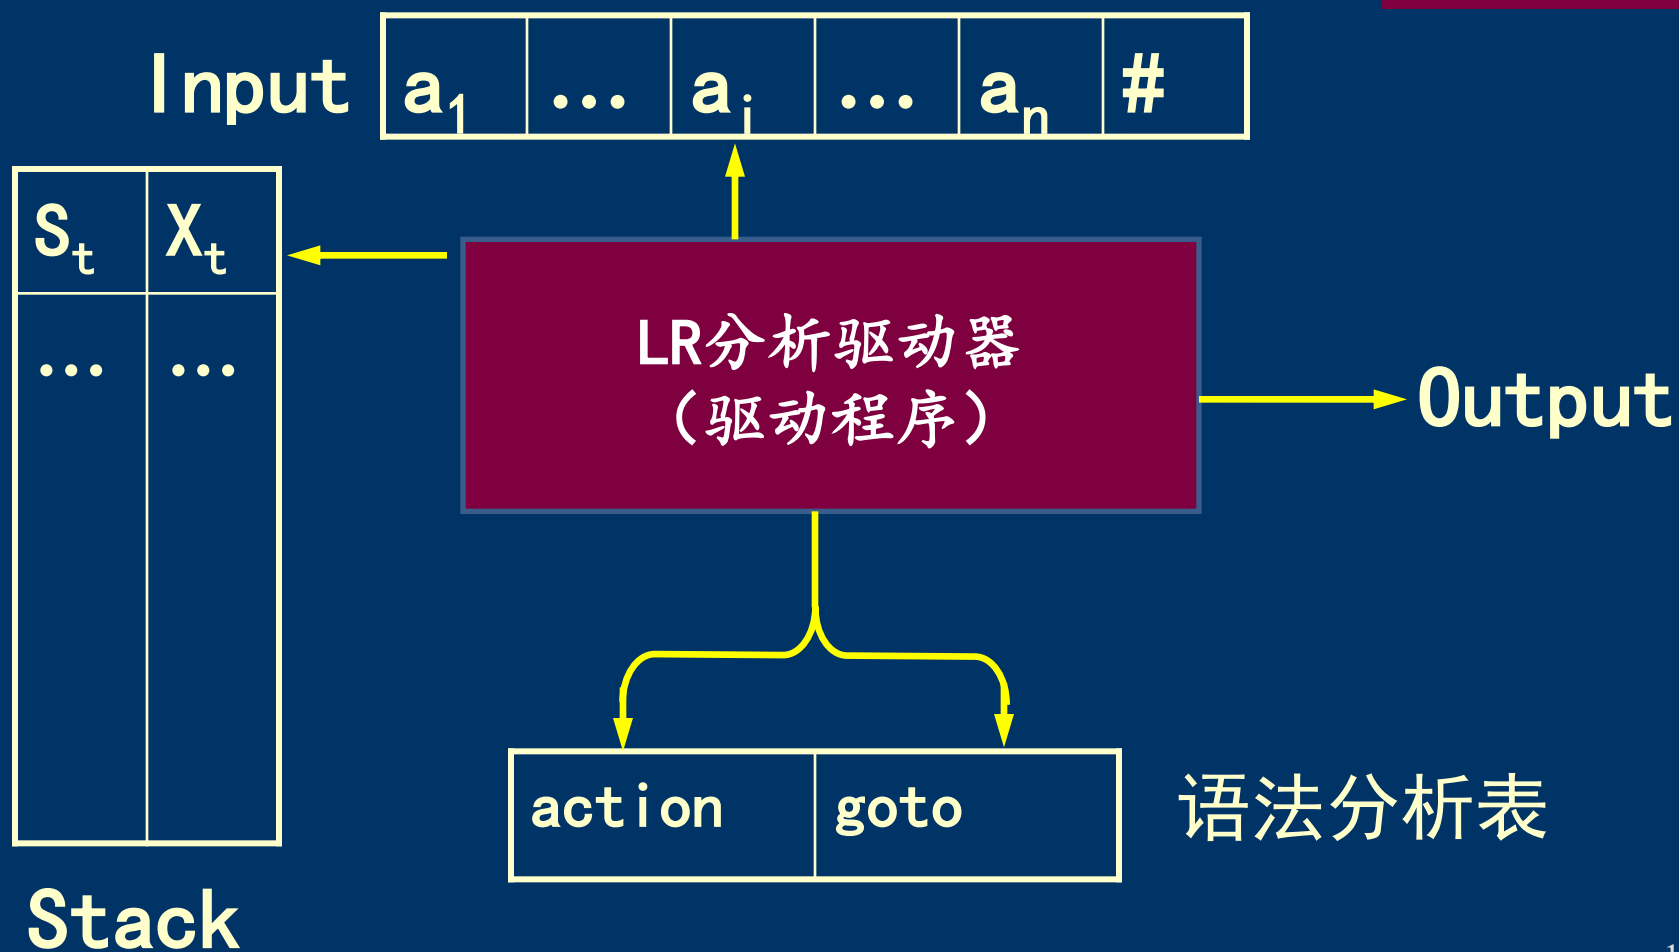 Input a₁ … aᵢ … aₙ #
Sₜ Xₜ
… …
LR分析驱动器
（驱动程序）
Output
action goto
语法分析表
Stack